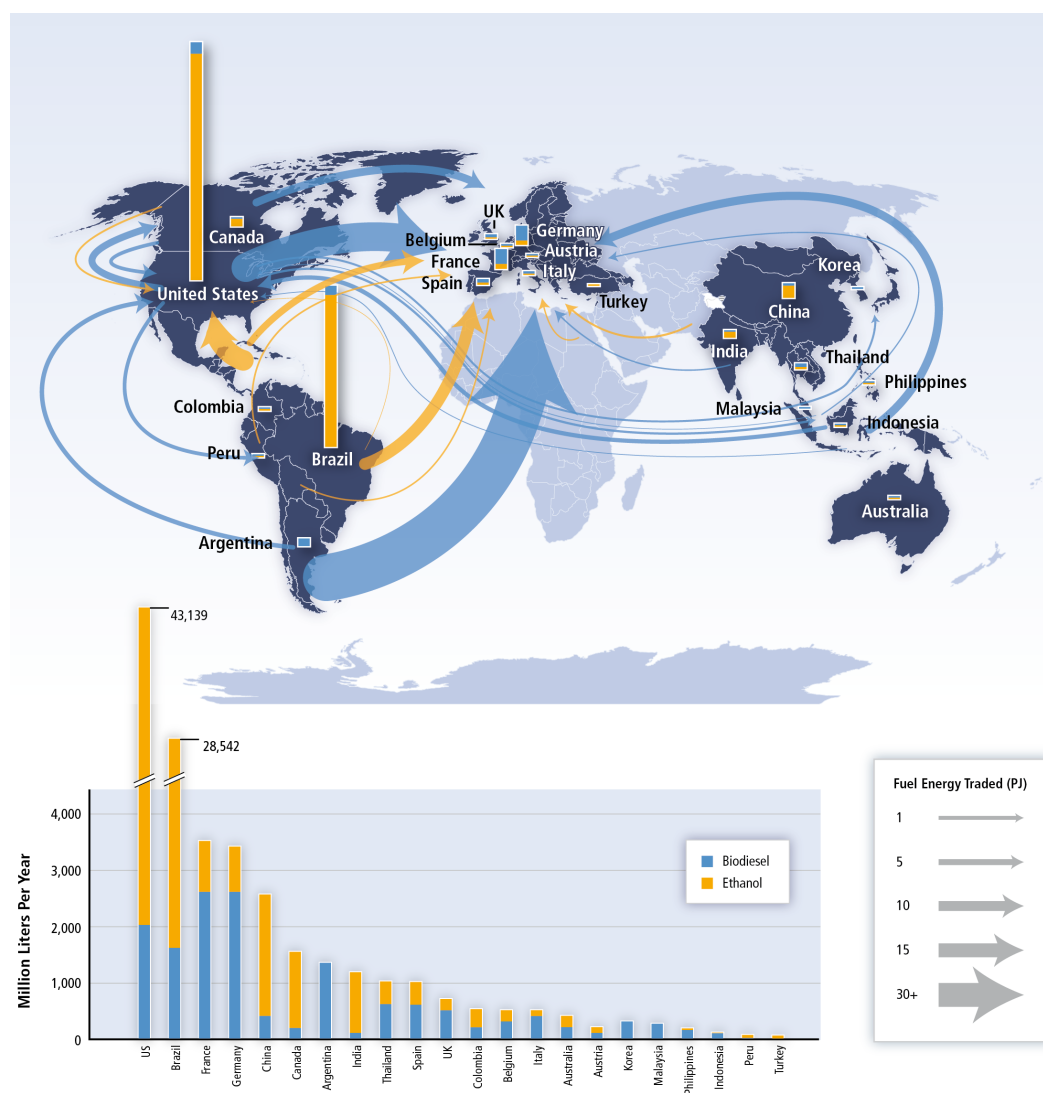 UK
Germany
Canada
Belgium
Austria
France
Italy
Korea
Spain
United States
Turkey
China
India
Thailand
Philippines
Colombia
Malaysia
Indonesia
Peru
Brazil
Australia
Argentina
43,139
28,542
Million Liters Per Year
4,000
3,000
2,000
1,000
0
Biodiesel
Ethanol
US
Brazil
France
Germany
China
Canada
Argentina
India
Thailand
Spain
UK
Colombia
Belgium
Italy
Australia
Austria
Korea
Malaysia
Philippines
Indonesia
Peru
Turkey
Fuel Energy Traded (PJ)
1
5
10
15
30+